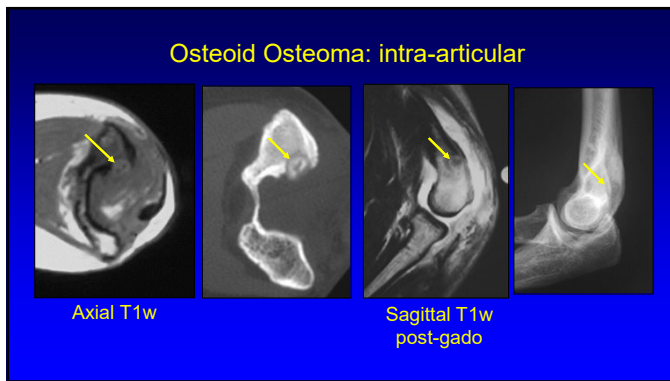 Osteoid Osteoma: intra-articular
Axial T1w
Sagittal T1w
post-gado